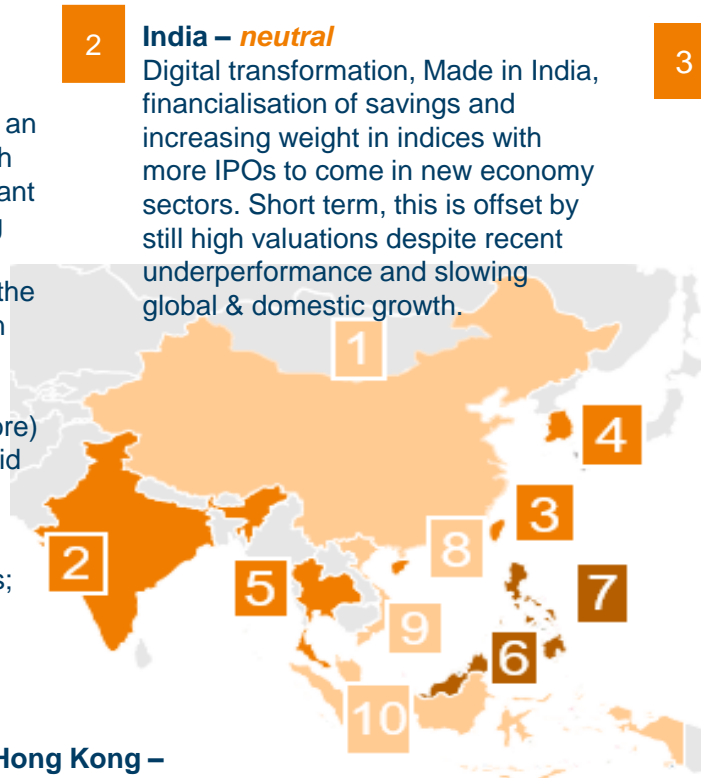 2
India – neutral
Digital transformation, Made in India,
financialisation of savings and
increasing weight in indices with
more IPOs to come in new economy
sectors. Short term, this is offset by
still high valuations despite recent
underperformance and slowing
global & domestic growth.
3
an
the
1
4
3
2
8
5
7
9
6
10
Hong Kong –